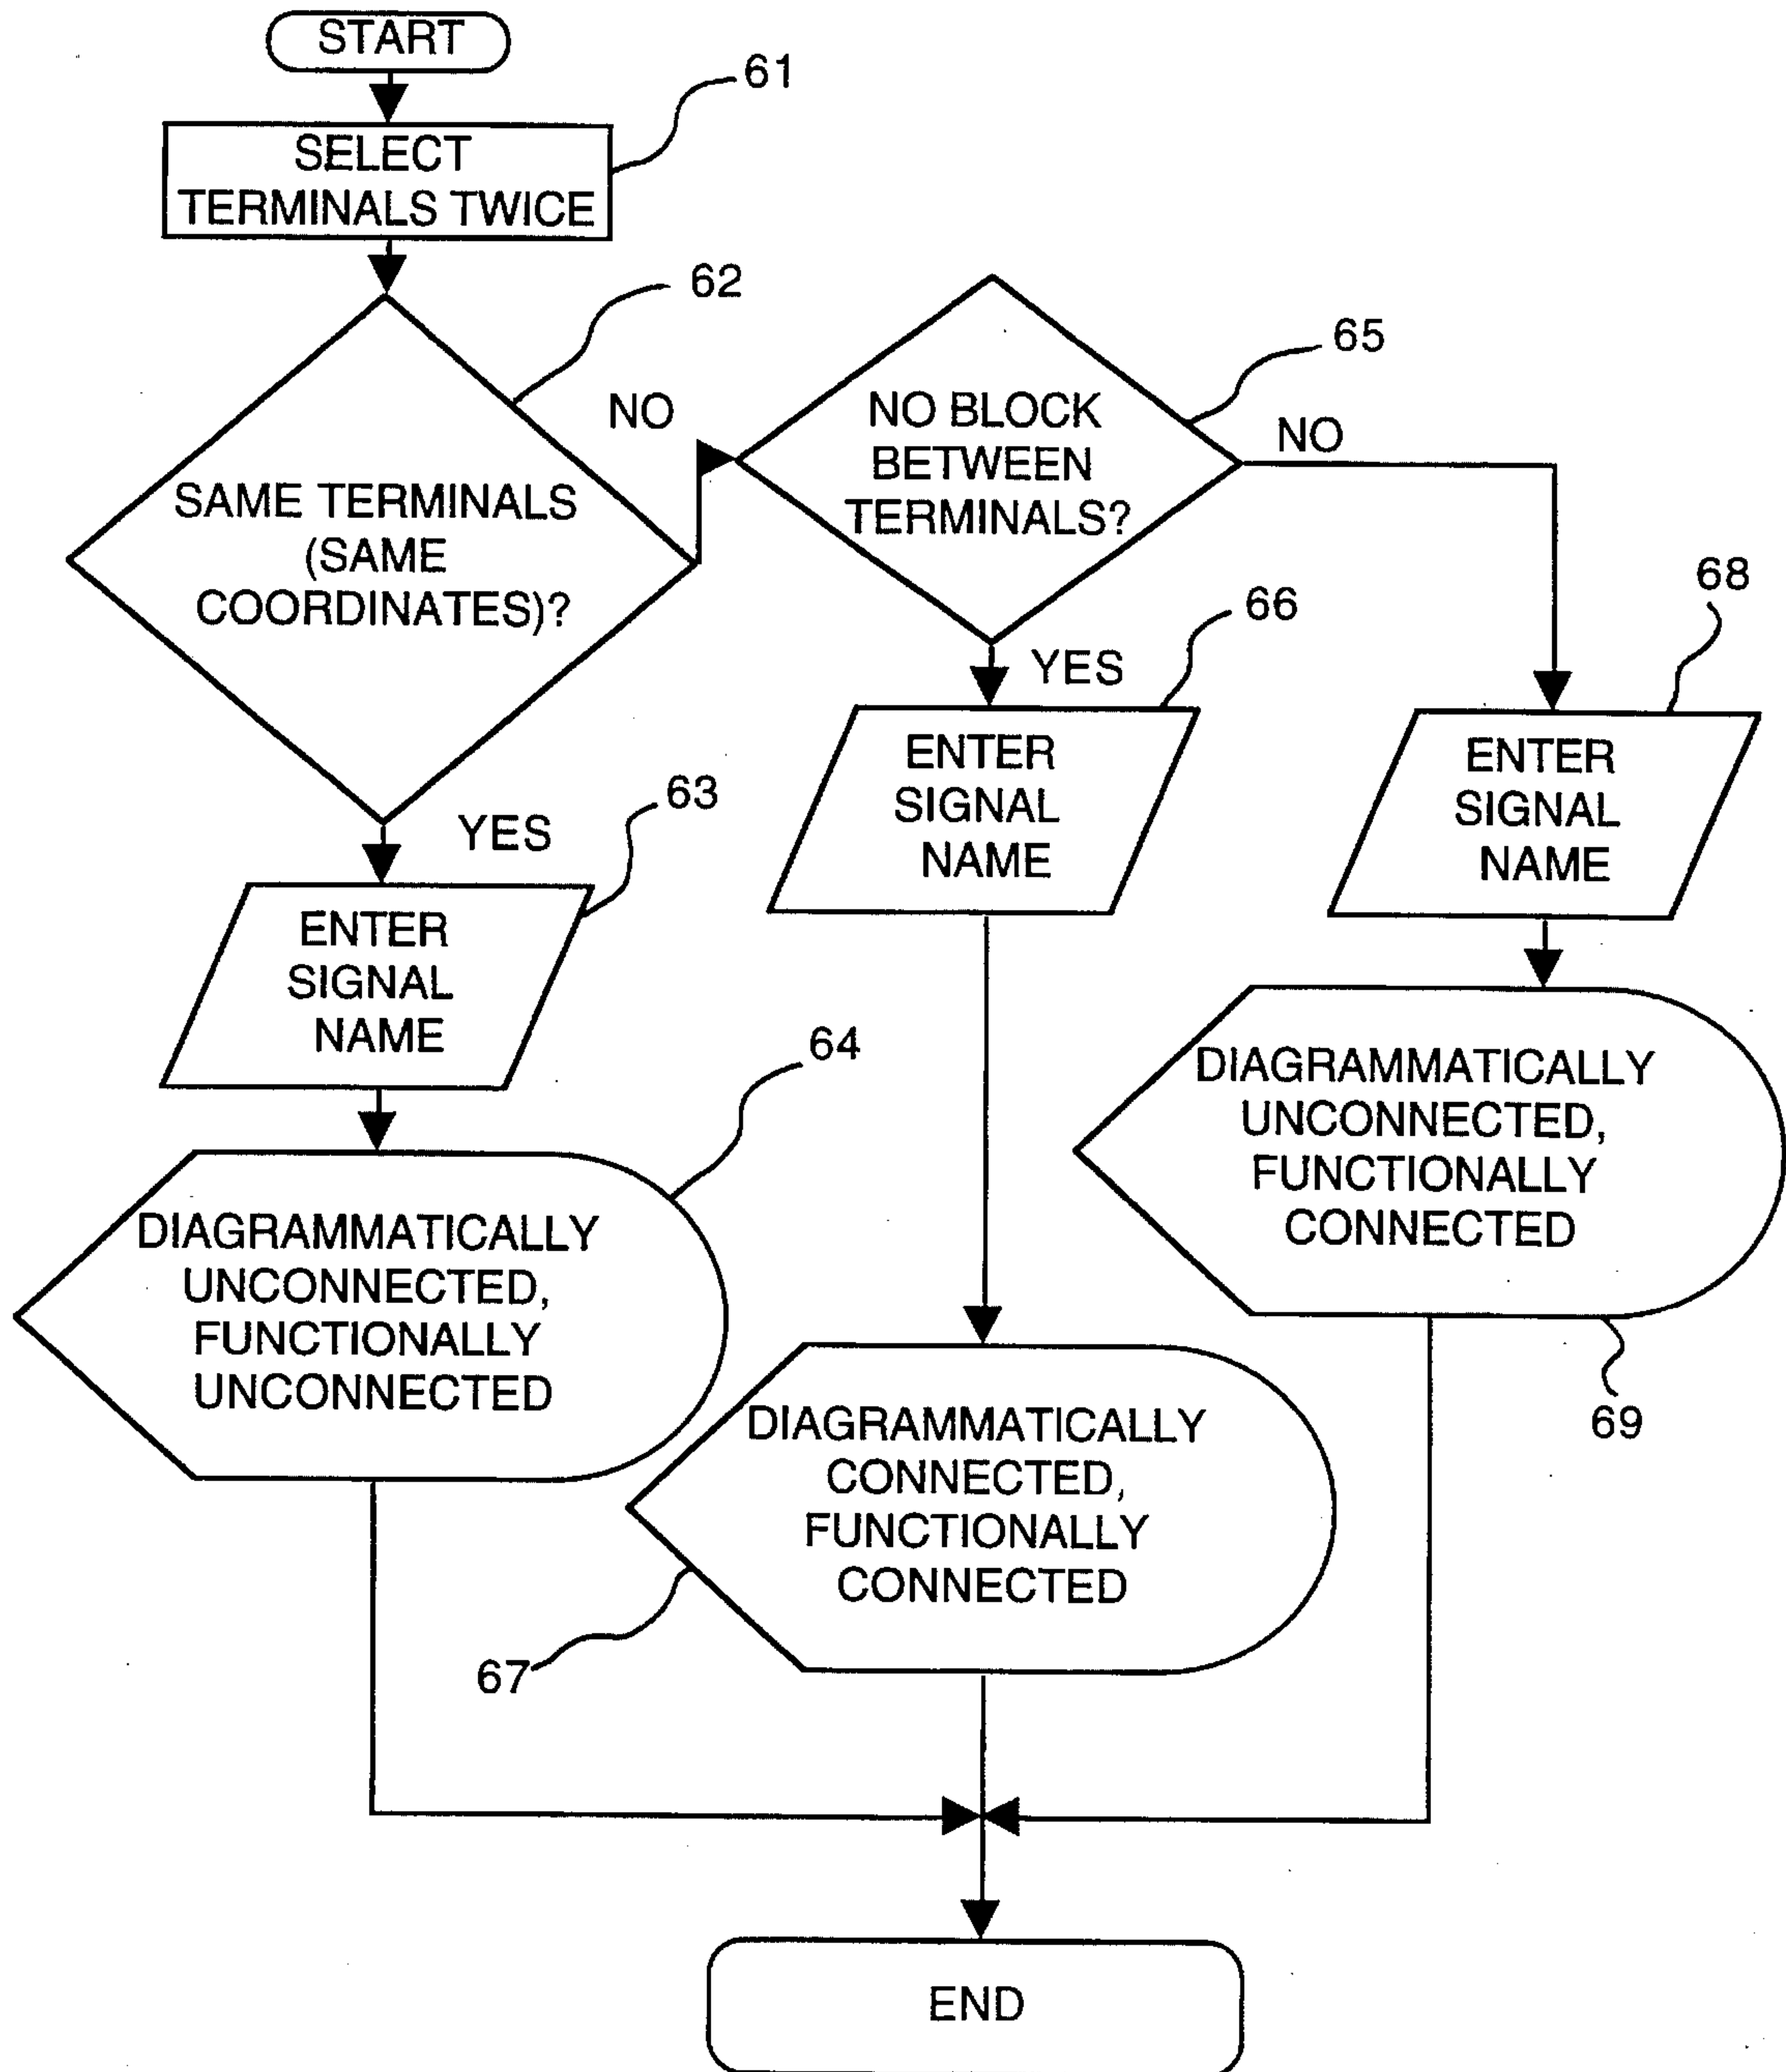 START
61
SELECT
TERMINALS TWICE
62
SAME TERMINALS
(SAME
COORDINATES)?
NO
65
NO BLOCK
BETWEEN
TERMINALS?
NO
YES
63
ENTER
SIGNAL
NAME
64
DIAGRAMMATICALLY
UNCONNECTED,
FUNCTIONALLY
UNCONNECTED
YES
66
ENTER
SIGNAL
NAME
67
DIAGRAMMATICALLY
CONNECTED,
FUNCTIONALLY
CONNECTED
68
ENTER
SIGNAL
NAME
DIAGRAMMATICALLY
UNCONNECTED,
FUNCTIONALLY
CONNECTED
69
END